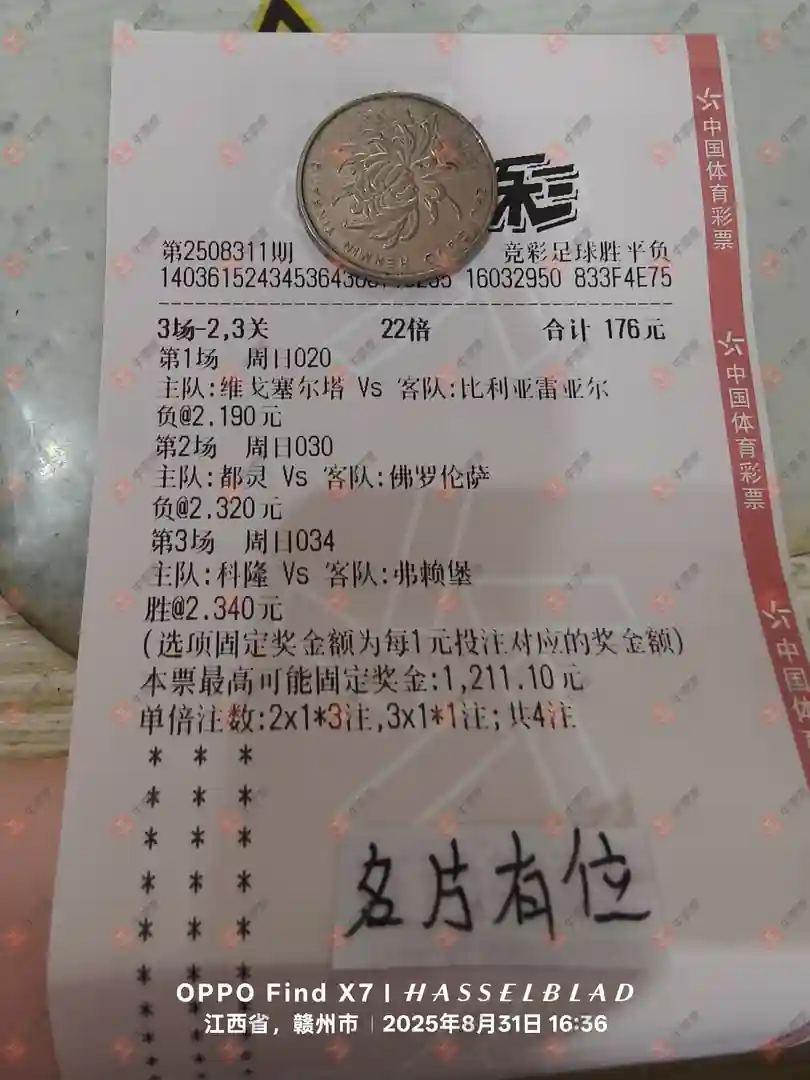 彩
第2508311期 竞彩足球胜平负
16032950 833F4E75
3场-2,3关 22倍 合计 176元
第1场 周日020
主队:维戈塞尔塔 Vs 客队:比利亚雷亚尔
负@2.190元
第2场 周日030
主队:都灵 Vs 客队:佛罗伦萨
负@2.320元
第3场 周日034
主队:科隆 Vs 客队:弗赖堡
胜@2.340元
(选项固定奖金额为每1元投注对应的奖金额)
本票最高可能固定奖金:1,211.10元
单倍注数:2x1*3注,3x1*1注;共4注
* * *
* * *
* * *
* * *
* * *
* * *
* * *
* * *
* * *
名片有位
中国体育彩票
中国体育彩票
中国体
OPPO Find X7 | HASSELBLAD
江西省，赣州市 | 2025年8月31日 16:36